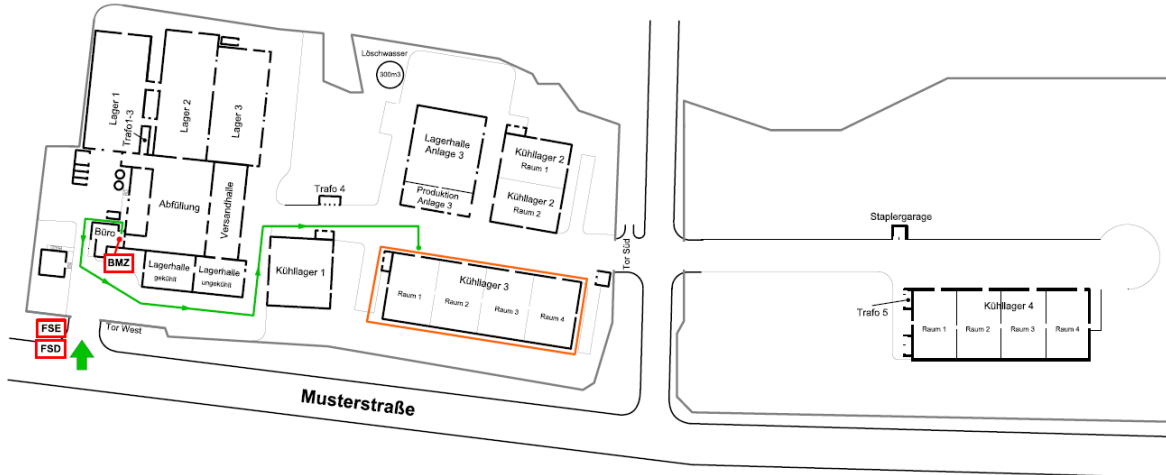 Löschwasser
300m3
Lager 1
Lager 2
Lager 3
Trafo1-3
Lagerhalle
Anlage 3
Produktion
Anlage 3
Kühllager 2
Raum 1
Kühllager 2
Raum 2
Trafo 4
Abfüllung
Versandhalle
Büro
BMZ
Lagerhalle
gekühlt
Lagerhalle
ungekühlt
Kühllager 1
Kühllager 3
Raum 1
Raum 2
Raum 3
Raum 4
Tor Süd
Staplergarage
Trafo 5
Kühllager 4
Raum 1
Raum 2
Raum 3
Raum 4
FSE
FSD
Tor West
Musterstraße